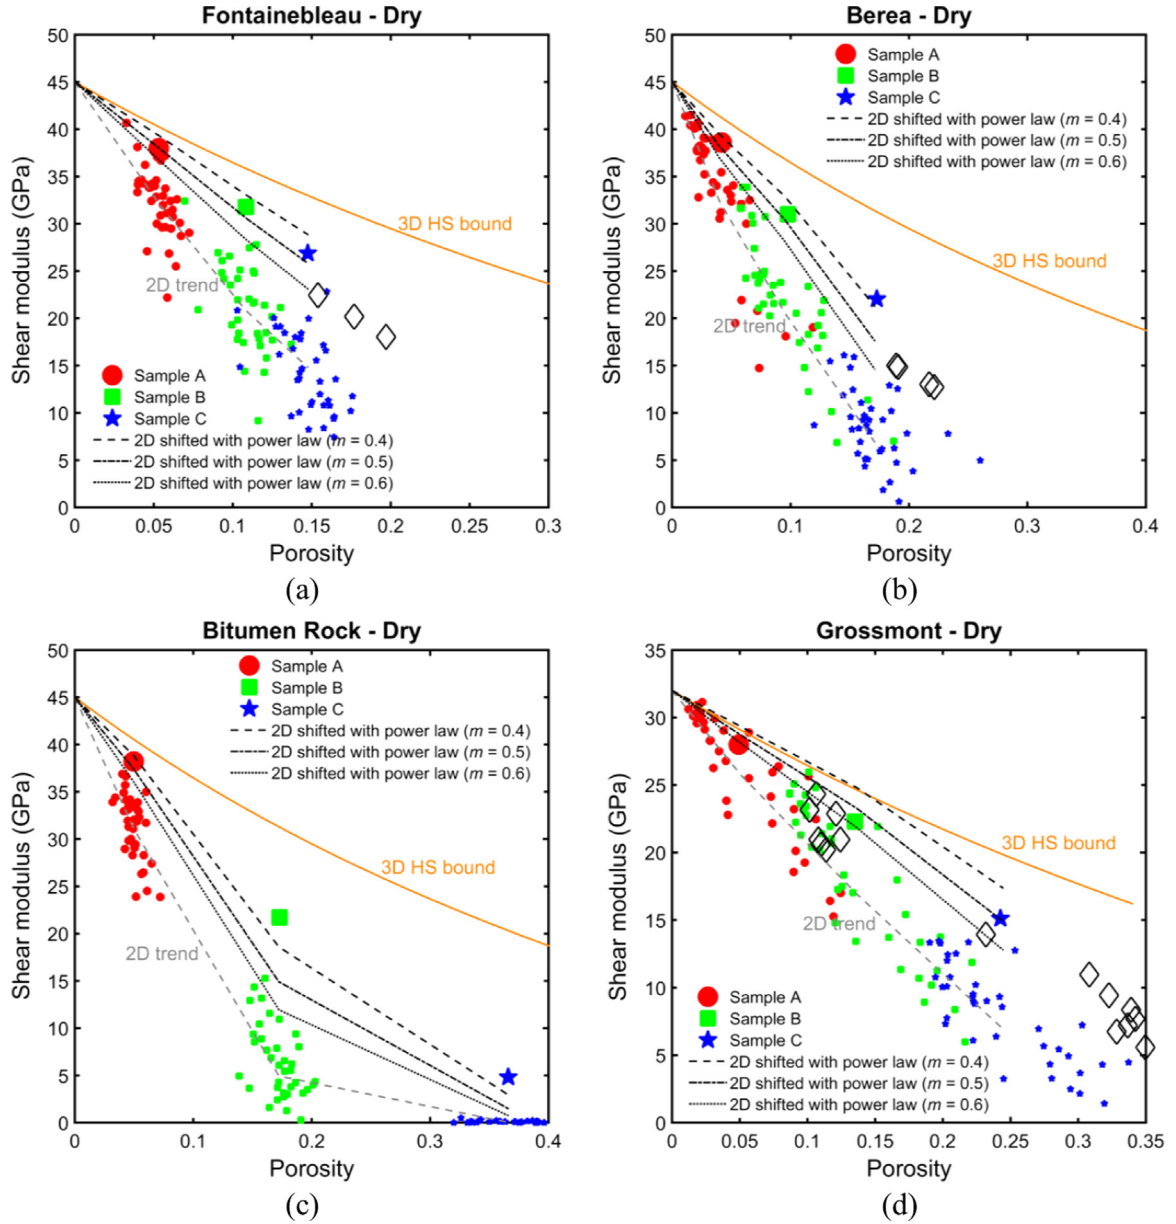 Fontainebleau - Dry
50
45
40
35
30
25
20
15
10
5
0
Shear modulus (GPa)
3D HS bound
2D trend
Sample A
Sample B
Sample C
2D shifted with power law (m = 0.4)
2D shifted with power law (m = 0.5)
2D shifted with power law (m = 0.6)
0 0.05 0.1 0.15 0.2 0.25 0.3
Porosity
(a)
Berea - Dry
50
45
40
35
30
25
20
15
10
5
0
Shear modulus (GPa)
Sample A
Sample B
Sample C
2D shifted with power law (m = 0.4)
2D shifted with power law (m = 0.5)
2D shifted with power law (m = 0.6)
3D HS bound
2D trend
0 0.1 0.2 0.3 0.4
Porosity
(b)
Bitumen Rock - Dry
50
45
40
35
30
25
20
15
10
5
0
Shear modulus (GPa)
Sample A
Sample B
Sample C
2D shifted with power law (m = 0.4)
2D shifted with power law (m = 0.5)
2D shifted with power law (m = 0.6)
3D HS bound
2D trend
0 0.1 0.2 0.3 0.4
Porosity
(c)
Grossmont - Dry
35
30
25
20
15
10
5
0
Shear modulus (GPa)
3D HS bound
2D trend
Sample A
Sample B
Sample C
2D shifted with power law (m = 0.4)
2D shifted with power law (m = 0.5)
2D shifted with power law (m = 0.6)
0 0.05 0.1 0.15 0.2 0.25 0.3 0.35
Porosity
(d)